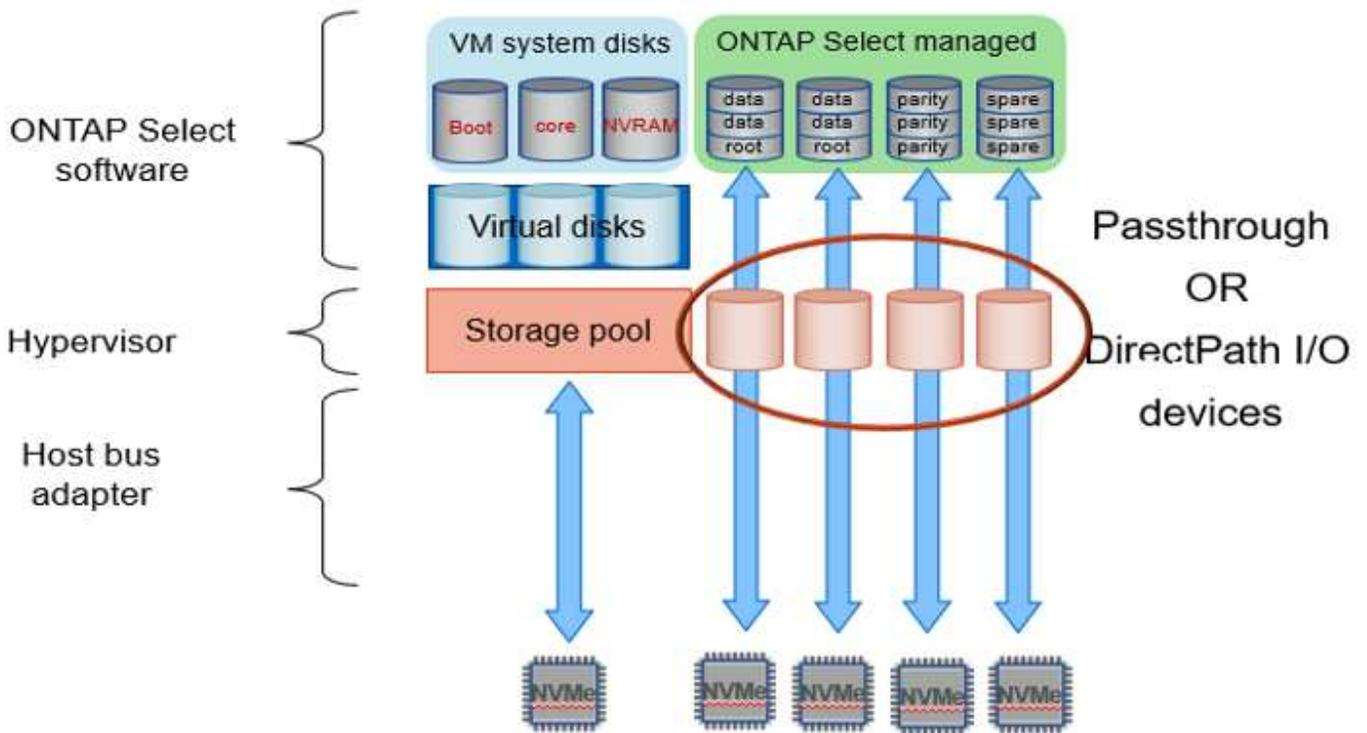 VM system disks
ONTAP Select managed
Boot
core
NVRAM
data
data
root
data
data
root
parity
parity
parity
spare
spare
spare
ONTAP Select
software
Virtual disks
Passthrough
OR
DirectPath I/O
devices
Hypervisor
Storage pool
Host bus
adapter
NVMe
NVMe
NVMe
NVMe
NVMe